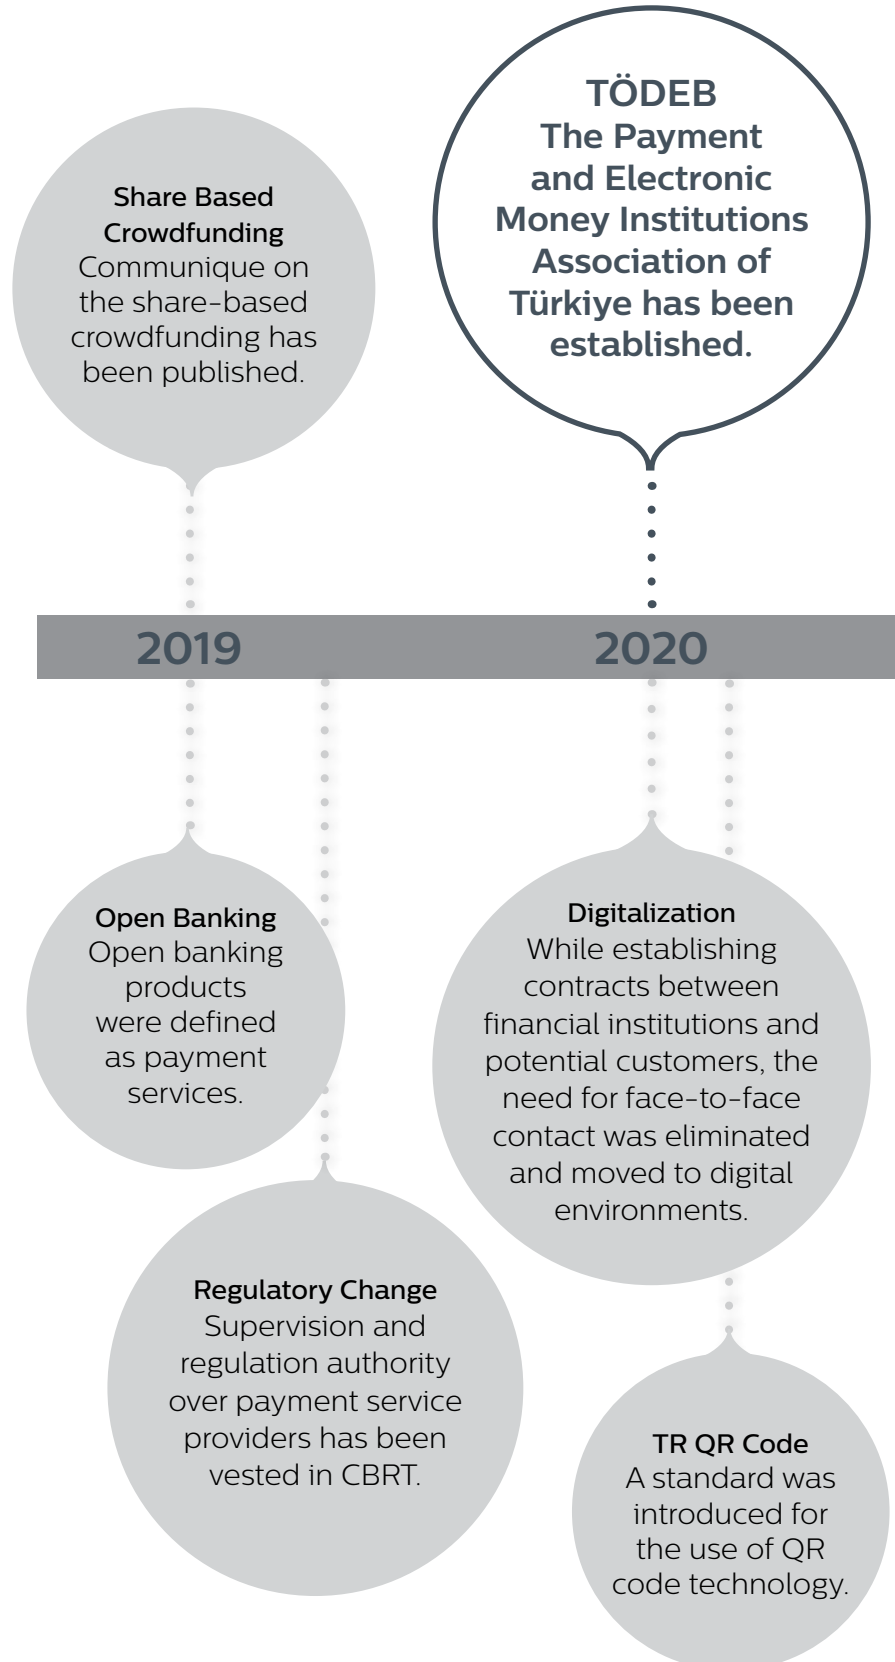 Share Based
Crowdfunding
Communique on
the share-based
crowdfunding has
been published.
TÖDEB
The Payment
and Electronic
Money Institutions
Association of
Türkiye has been
established.
2019
2020
Open Banking
Open banking
products
were defined
as payment
services.
Regulatory Change
Supervision and
regulation authority
over payment service
providers has been
vested in CBRT.
Digitalization
While establishing
contracts between
financial institutions and
potential customers, the
need for face-to-face
contact was eliminated
and moved to digital
environments.
TR QR Code
A standard was
introduced for
the use of QR
code technology.